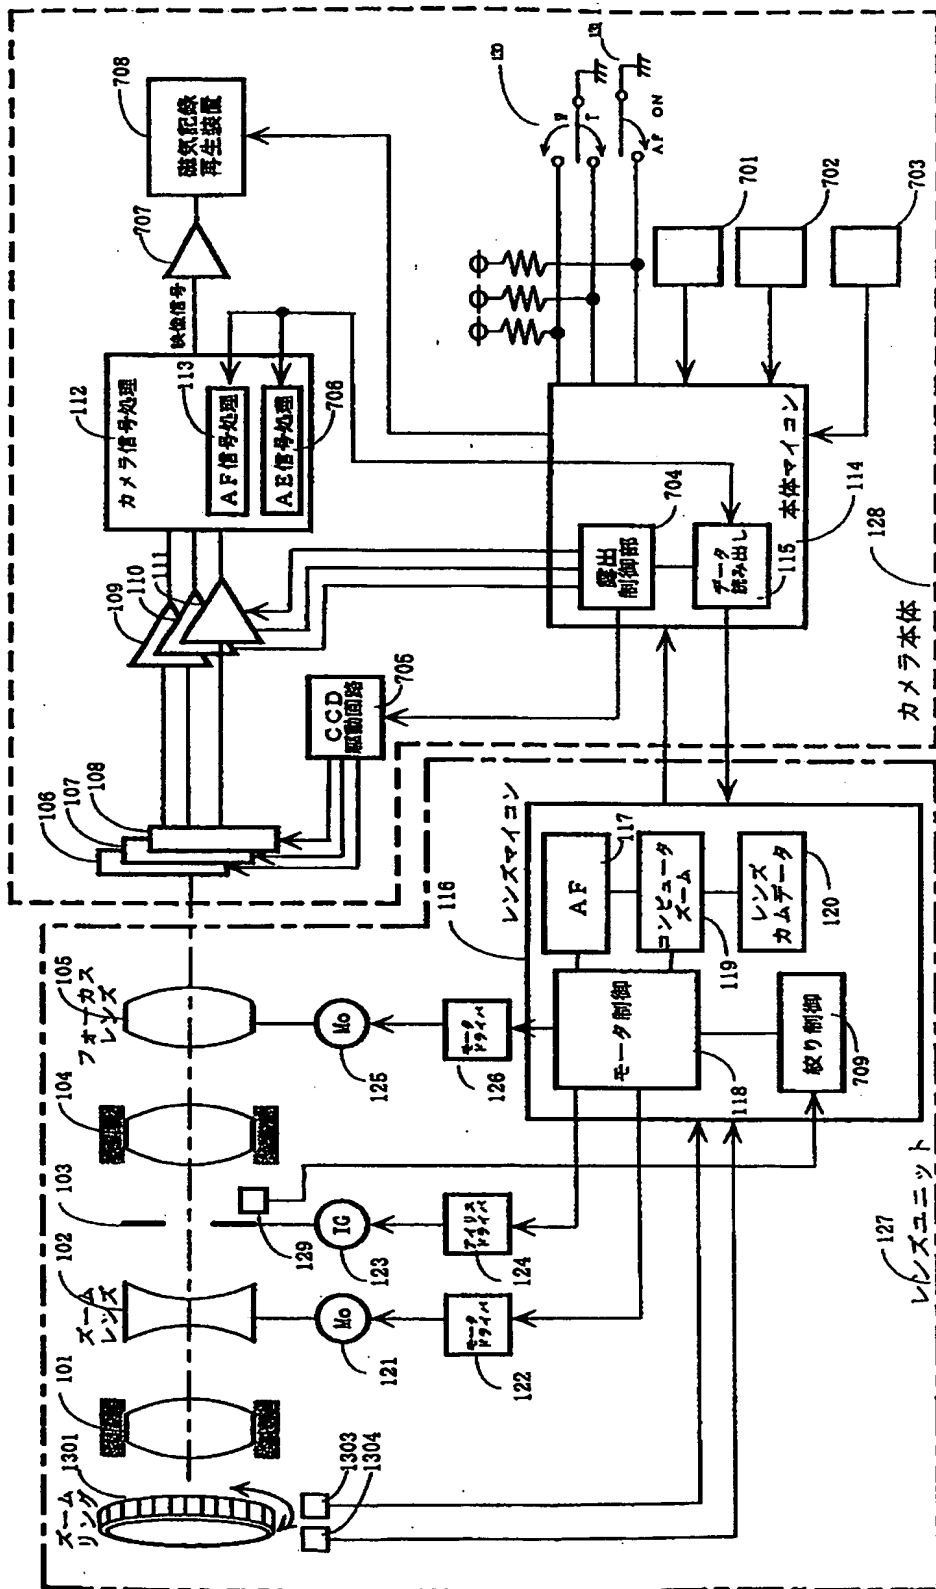 708
磁気記録
再生装置
707
映像信号
112
カメラ信号処理
113
AF信号処理
706
AE信号処理
109
110
111
106
107
108
CCD
駆動回路
705
130
131
W
T
AF ON
701
702
703
露出
制御部
704
データ
読み出し
115
本体マイコン
114
128
カメラ本体
フォーカス
レンズ
105
104
103
102
ズーム
レンズ
101
1301
ズーム
リング
1303
1304
129
Mo
125
モータ
ドライバ
126
IG
123
アイリス
ドライバ
124
Mo
121
モータ
ドライバ
122
レンズマイコン
116
AF
117
コンピュータ
ズーム
119
レンズ
カムデータ
120
モータ制御
118
絞り制御
709
127
レンズユニット